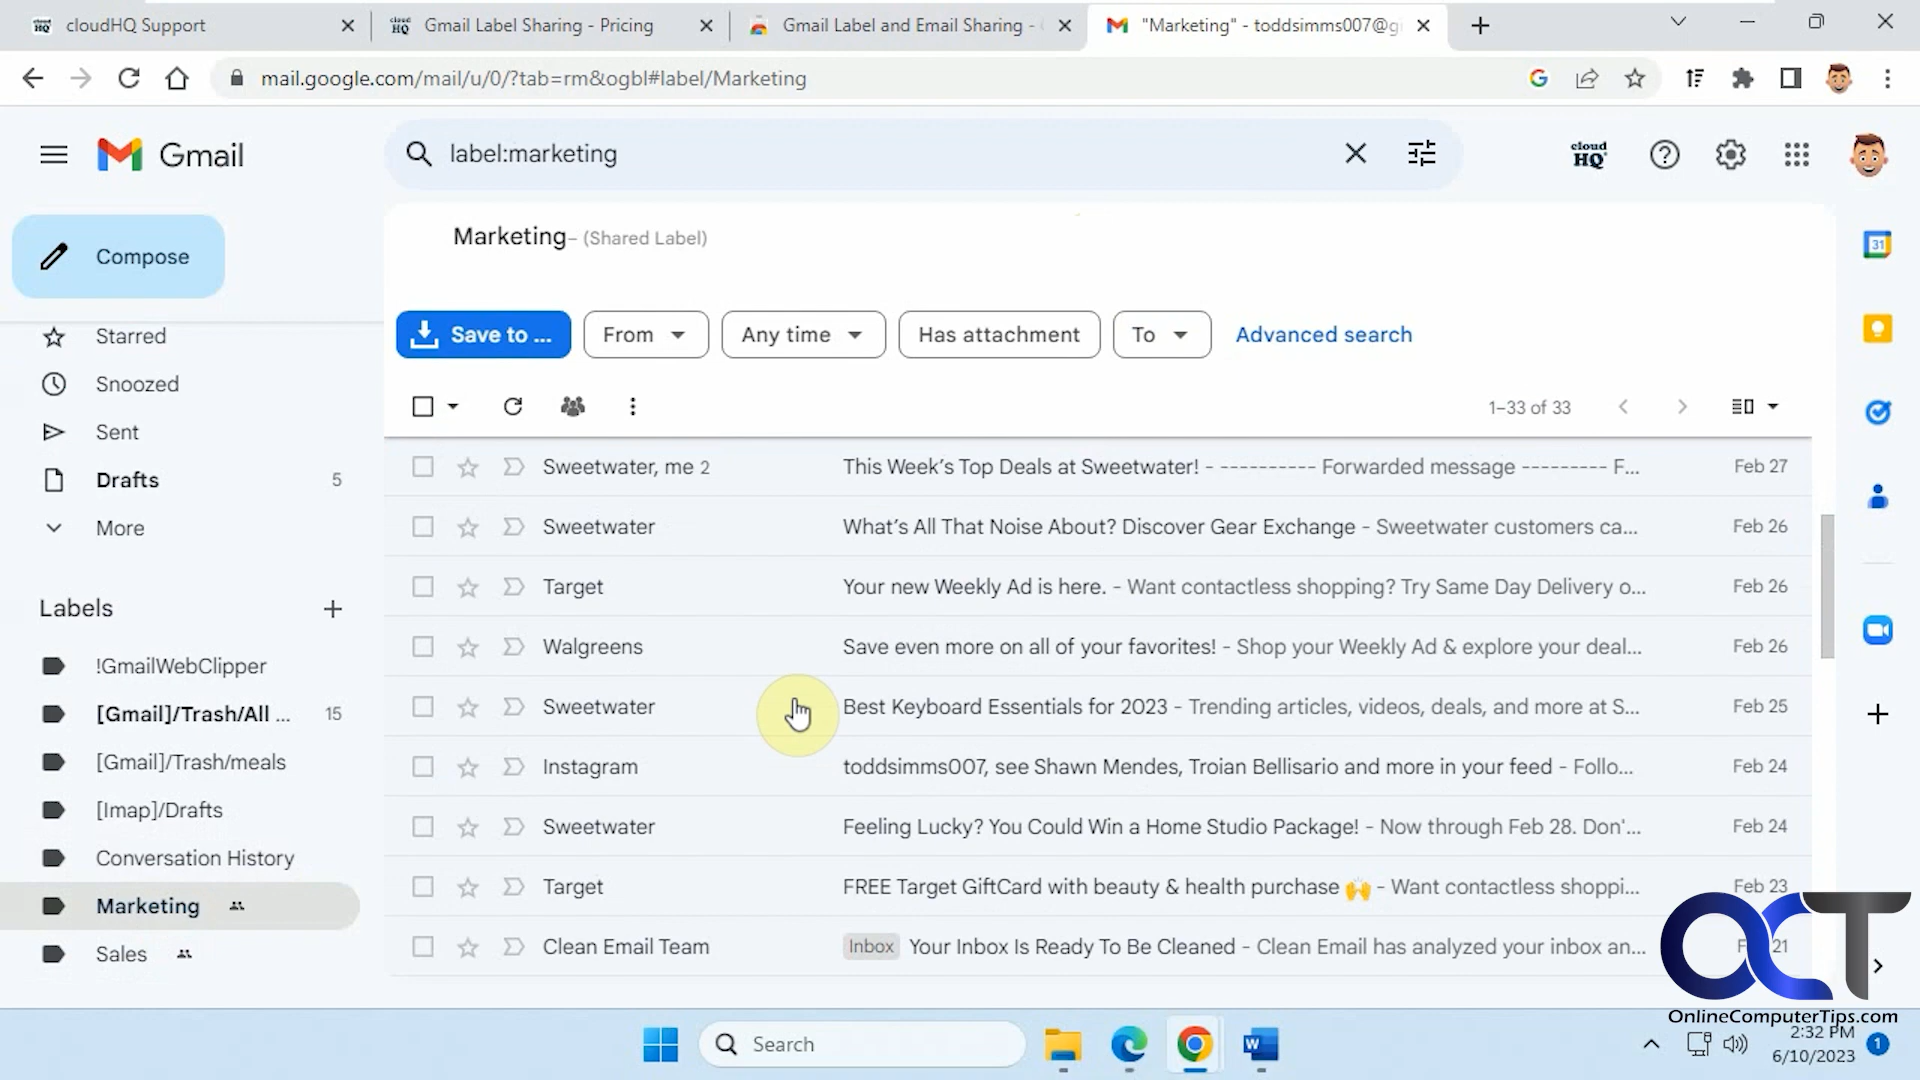 cloudHQ Support
Gmail Label Sharing - Pricing
Gmail Label and Email Sharing -
"Marketing" - toddsimms007@g
mail.google.com/mail/u/0/?tab=rm&ogbl#label/Marketing
Gmail
label:marketing
cloud HQ
Compose
Marketing - (Shared Label)
Save to ...
From
Any time
Has attachment
To
Advanced search
1–33 of 33
Starred
Snoozed
Sent
Drafts 5
More
Labels
!GmailWebClipper
[Gmail]/Trash/All ... 15
[Gmail]/Trash/meals
[Imap]/Drafts
Conversation History
Marketing
Sales
Sweetwater, me 2 This Week's Top Deals at Sweetwater! - ---------- Forwarded message --------- F... Feb 27
Sweetwater What's All That Noise About? Discover Gear Exchange - Sweetwater customers ca... Feb 26
Target Your new Weekly Ad is here. - Want contactless shopping? Try Same Day Delivery o... Feb 26
Walgreens Save even more on all of your favorites! - Shop your Weekly Ad & explore your deal... Feb 26
Sweetwater Best Keyboard Essentials for 2023 - Trending articles, videos, deals, and more at S... Feb 25
Instagram toddsimms007, see Shawn Mendes, Troian Bellisario and more in your feed - Follo... Feb 24
Sweetwater Feeling Lucky? You Could Win a Home Studio Package! - Now through Feb 28. Don'... Feb 24
Target FREE Target GiftCard with beauty & health purchase 🙌 - Want contactless shoppi... Feb 23
Clean Email Team Inbox Your Inbox Is Ready To Be Cleaned - Clean Email has analyzed your inbox an... 21
31
OCT
OnlineComputerTips.com
Search
2:32 PM
6/10/2023
1